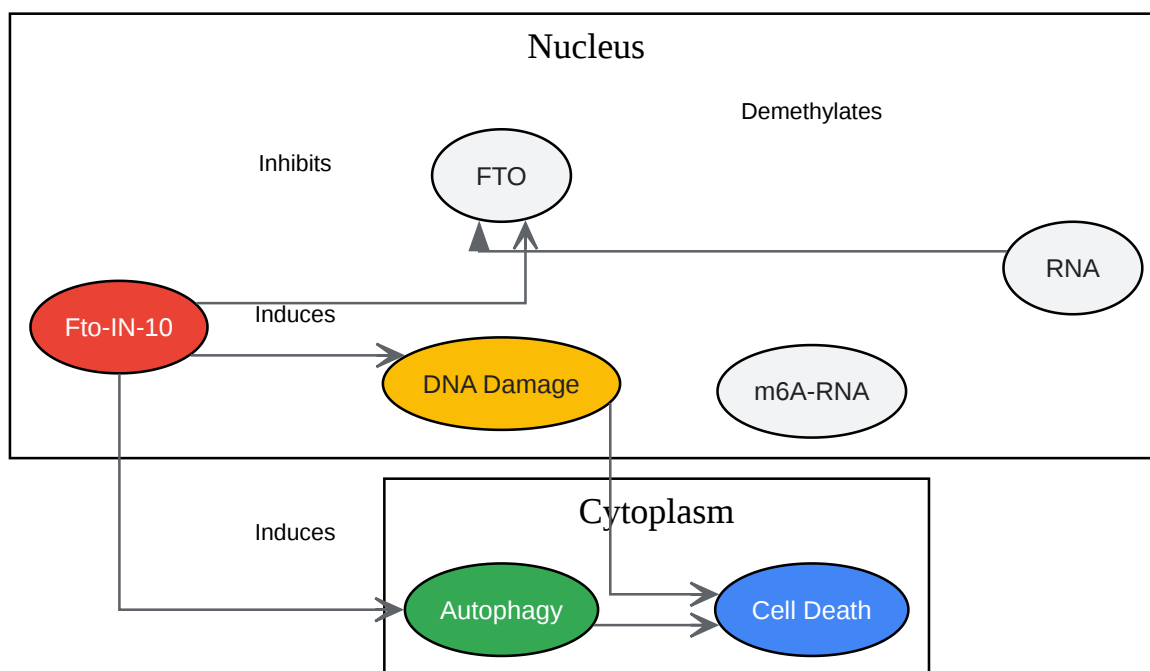 Nucleus
Demethylates
Inhibits
FTO
RNA
Fto-IN-10
Induces
DNA Damage
m6A-RNA
Cytoplasm
Induces
Autophagy
Cell Death